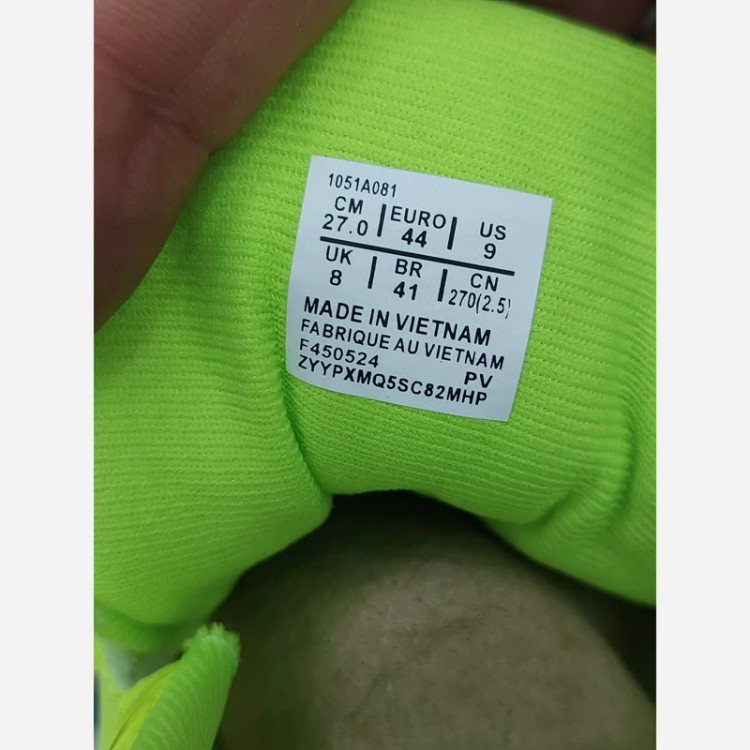 1051A081
CM | EURO | US
27.0 | 44 | 9
UK | BR | CN
8 | 41 | 270(2.5)
MADE IN VIETNAM
FABRIQUE AU VIETNAM
F450524 PV
ZYYPXMQ5SC82MHP